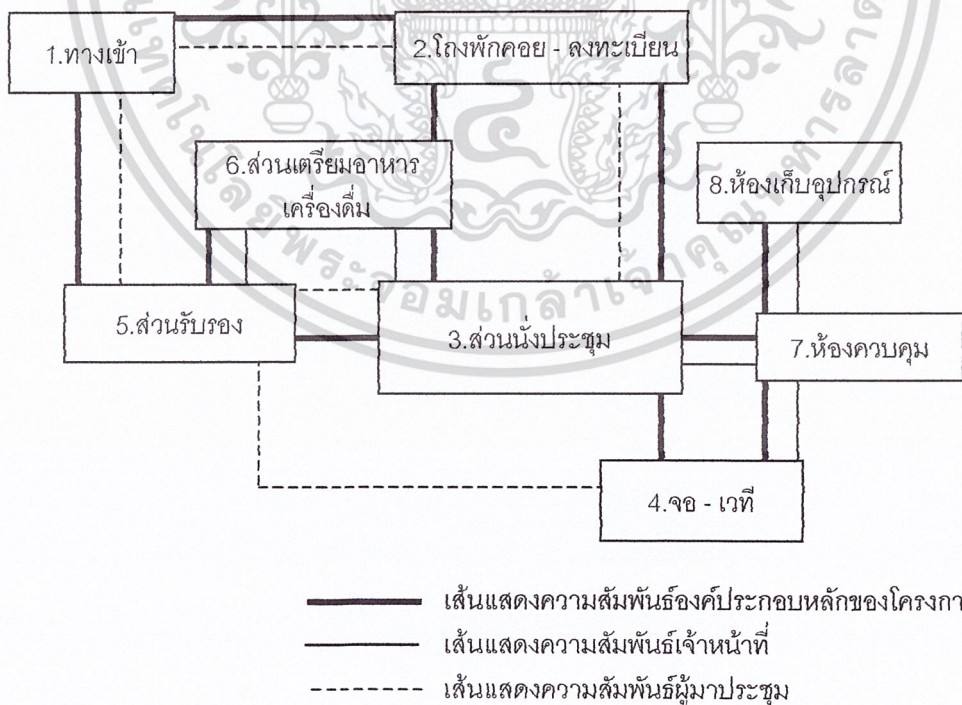 1.ทางเข้า
2.โถงพักคอย - ลงทะเบียน
6.ส่วนเตรียมอาหาร
เครื่องดื่ม
8.ห้องเก็บอุปกรณ์
5.ส่วนรับรอง
3.ส่วนนั่งประชุม
7.ห้องควบคุม
4.จอ - เวที
เส้นแสดงความสัมพันธ์องค์ประกอบหลักของโครงกา
เส้นแสดงความสัมพันธ์เจ้าหน้าที่
เส้นแสดงความสัมพันธ์ผู้มาประชุม